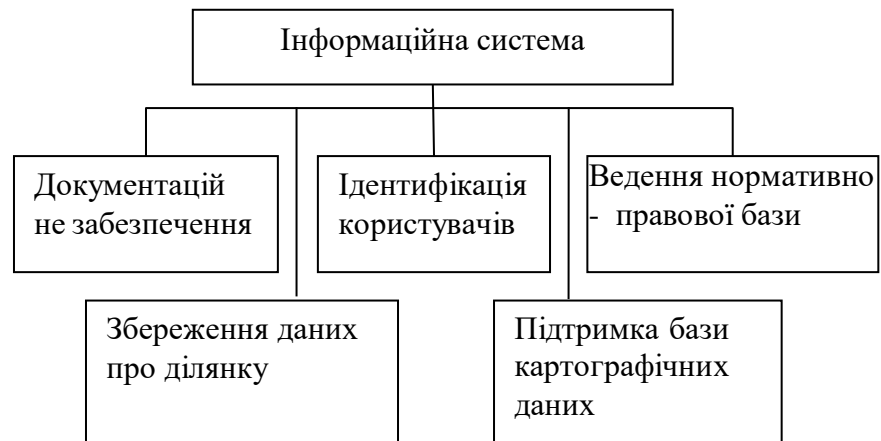 Інформаційна система
Документацій
не забезпечення
Ідентифікація
користувачів
Ведення нормативно
- правової бази
Збереження даних
про ділянку
Підтримка бази
картографічних
даних